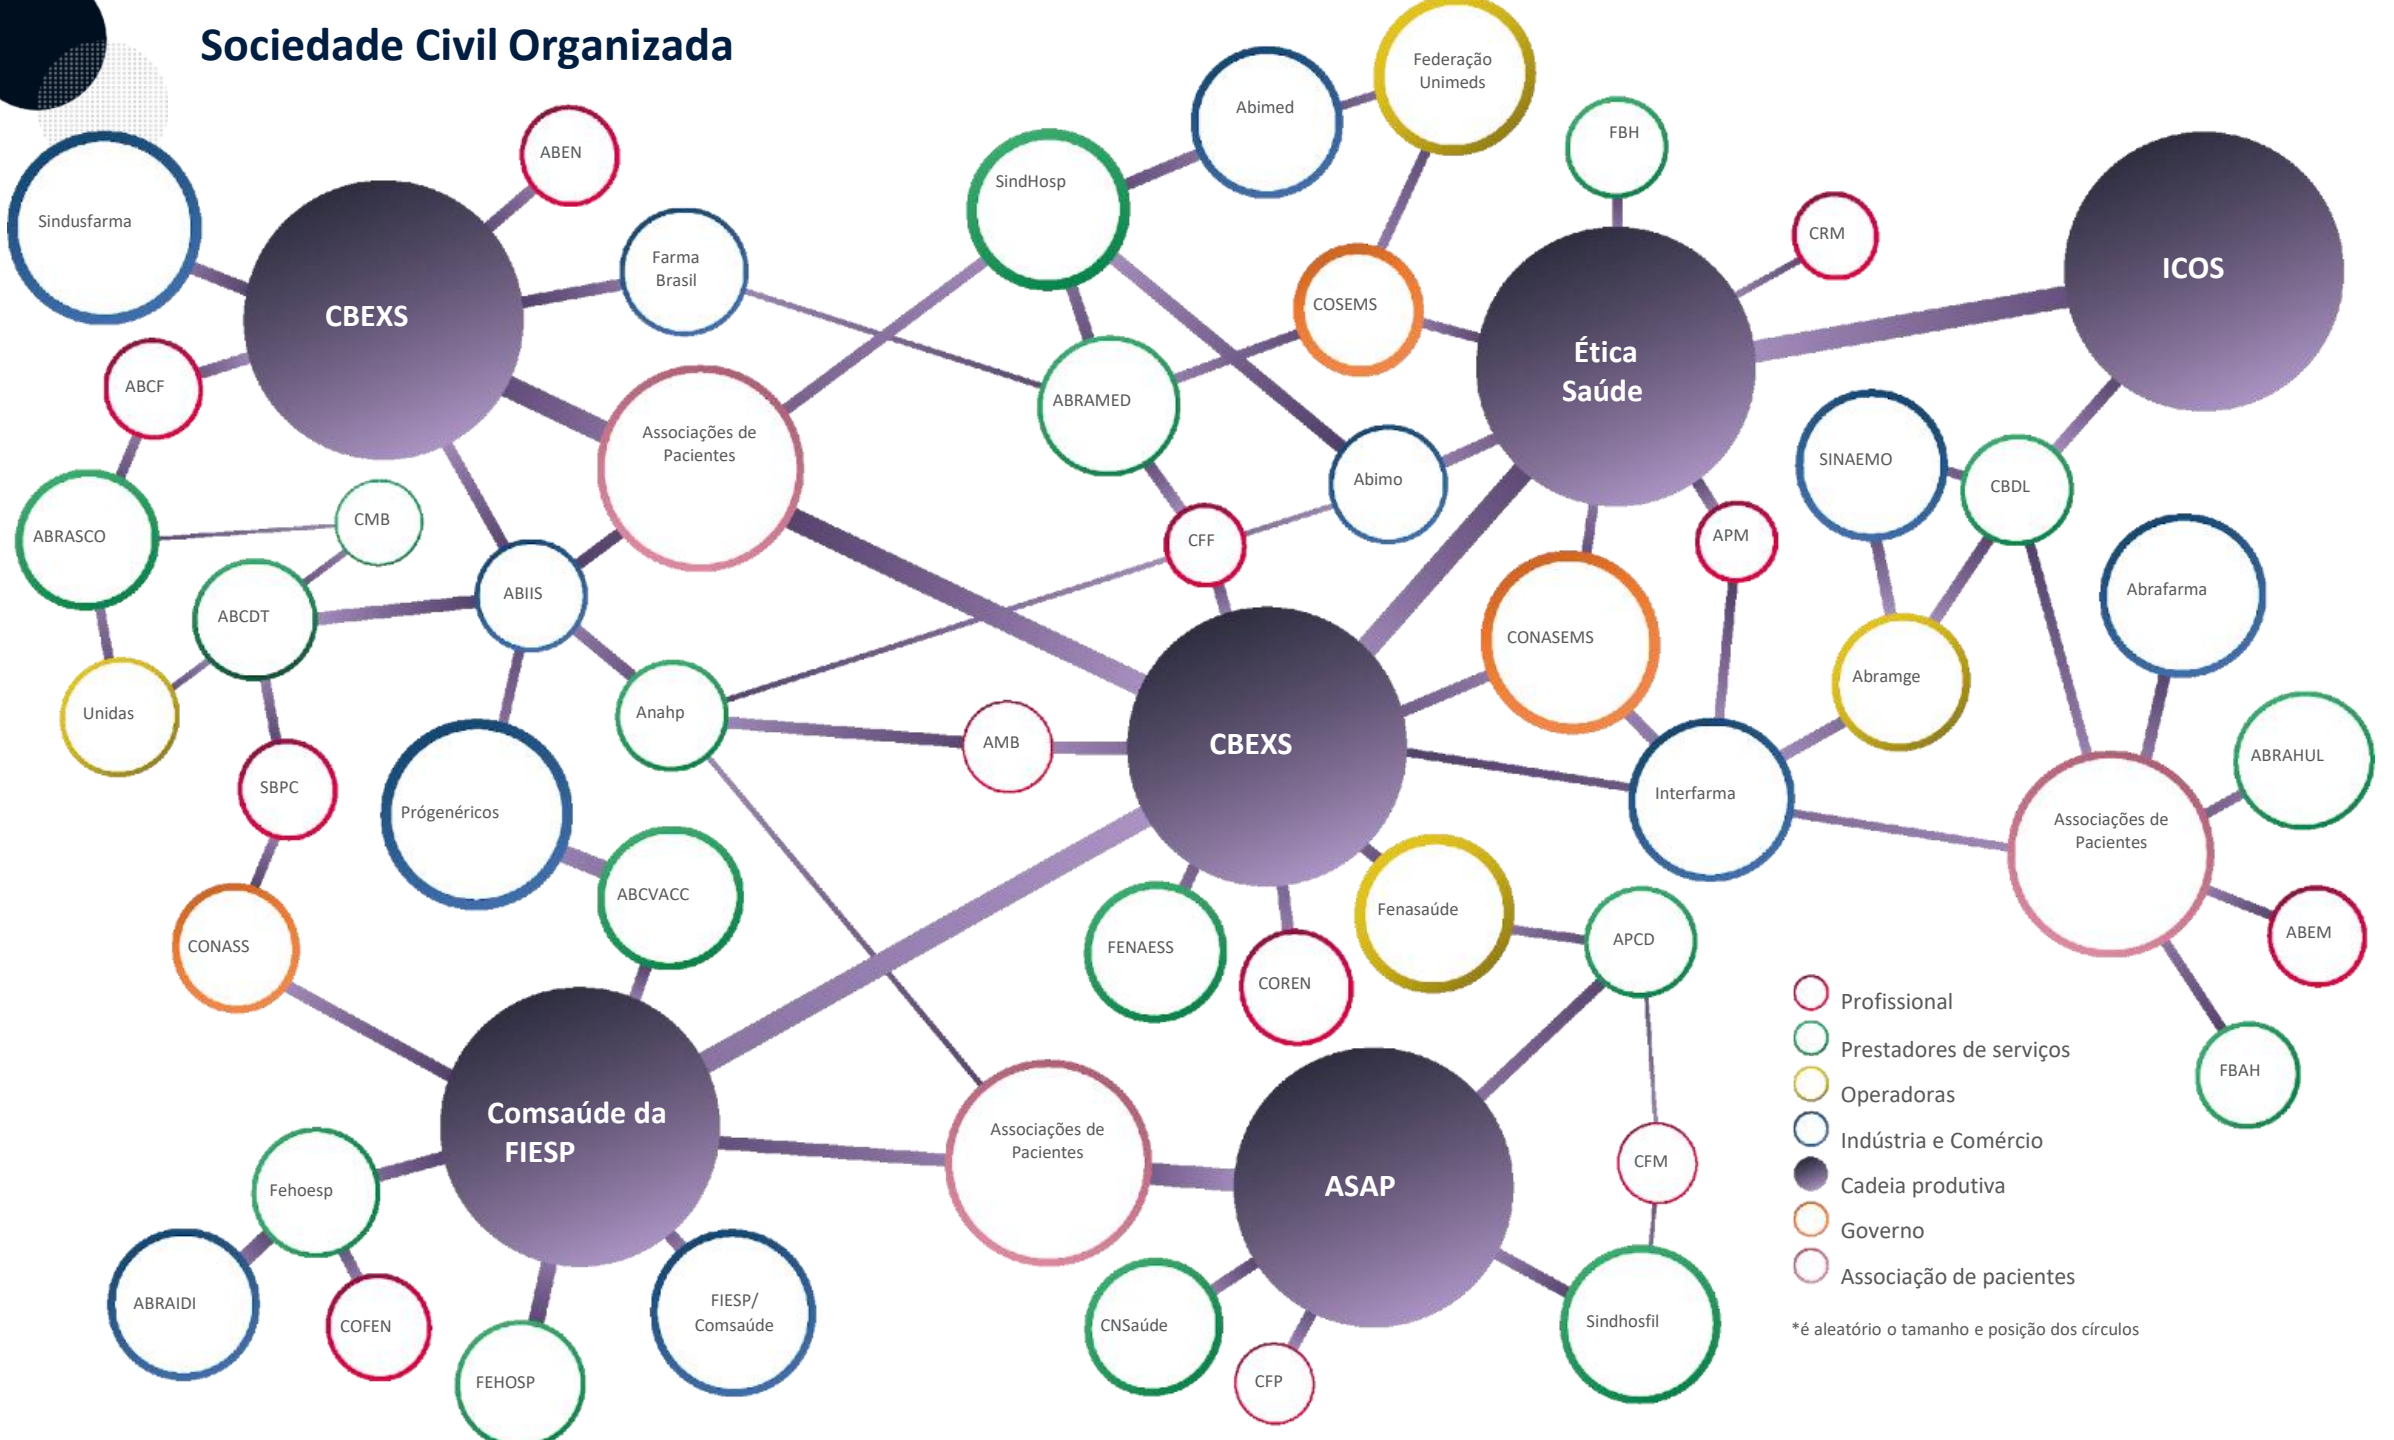 Sociedade Civil Organizada
Federação
Unimeds
Abimed
FBH
ABEN
SindHosp
Sindusfarma
CRM
Farma
Brasil
ICOS
COSEMS
CBEXS
Ética
Saúde
ABCF
ABRAMED
Associações de
Pacientes
SINAEMO
Abimo
CBDL
CMB
ABRASCO
CFF
APM
ABIIS
Abrafarma
ABCDT
CONASEMS
Abramge
Unidas
Anahp
AMB
CBEXS
ABRAHUL
SBPC
Interfarma
Prógenéricos
Associações de
Pacientes
ABCVACC
Fenasaúde
ABEM
APCD
CONASS
FENAESS
COREN
Profissional
Prestadores de serviços
FBAH
Operadoras
Comsaúde da
FIESP
Associações de
Pacientes
Indústria e Comércio
CFM
Fehoesp
ASAP
Cadeia produtiva
Governo
Associação de pacientes
ABRAIDI
FIESP/
Comsaúde
COFEN
CNSaúde
Sindhosfil
*é aleatório o tamanho e posição dos círculos
FEHOSP
CFP